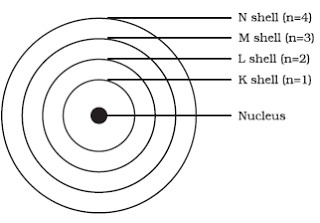 N shell (n=4)
M shell (n=3)
L shell (n=2)
K shell (n=1)
Nucleus